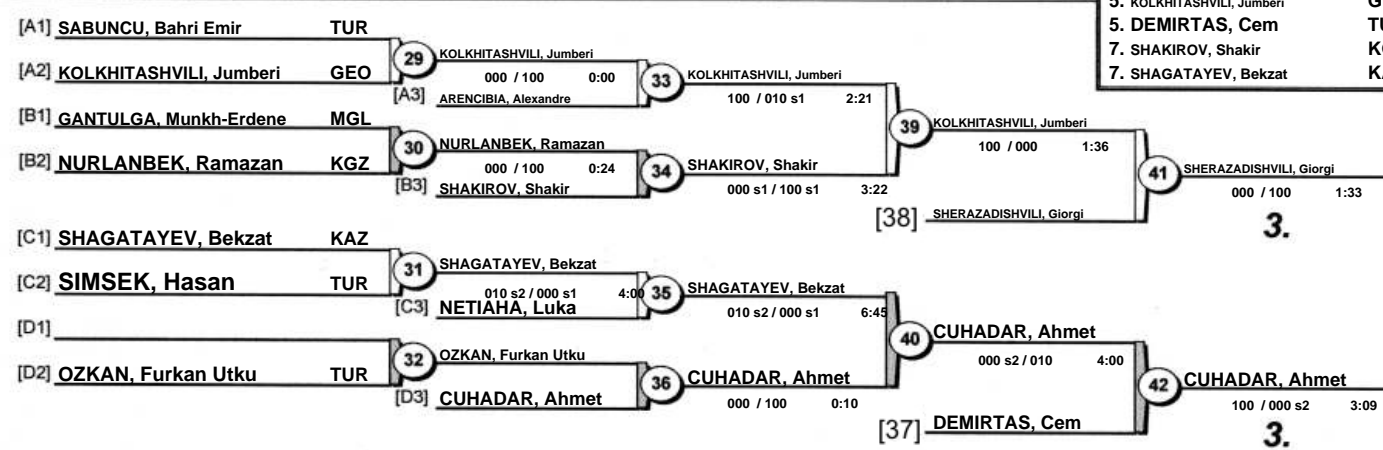 5. KOLKHITASHVILI, Jumberi G
5. DEMIRTAS, Cem TU
7. SHAKIROV, Shakir KG
7. SHAGATAYEV, Bekzat KA
[A1] SABUNCU, Bahri Emir TUR
[A2] KOLKHITASHVILI, Jumberi GEO
29
KOLKHITASHVILI, Jumberi
000 / 100 0:00
[A3] ARENCIBIA, Alexandre
33
KOLKHITASHVILI, Jumberi
100 / 010 s1 2:21
[B1] GANTULGA, Munkh-Erdene MGL
[B2] NURLANBEK, Ramazan KGZ
30
NURLANBEK, Ramazan
000 / 100 0:24
[B3] SHAKIROV, Shakir
34
SHAKIROV, Shakir
000 s1 / 100 s1 3:22
39
KOLKHITASHVILI, Jumberi
100 / 000 1:36
[38] SHERAZADISHVILI, Giorgi
41
SHERAZADISHVILI, Giorgi
000 / 100 1:33
3.
[C1] SHAGATAYEV, Bekzat KAZ
[C2] SIMSEK, Hasan TUR
31
SHAGATAYEV, Bekzat
010 s2 / 000 s1 4:00
[C3] NETIAHA, Luka
35
SHAGATAYEV, Bekzat
010 s2 / 000 s1 6:45
[D1]
[D2] OZKAN, Furkan Utku TUR
32
OZKAN, Furkan Utku
[D3] CUHADAR, Ahmet
36
CUHADAR, Ahmet
000 / 100 0:10
40
CUHADAR, Ahmet
000 s2 / 010 4:00
[37] DEMIRTAS, Cem
42
CUHADAR, Ahmet
100 / 000 s2 3:09
3.